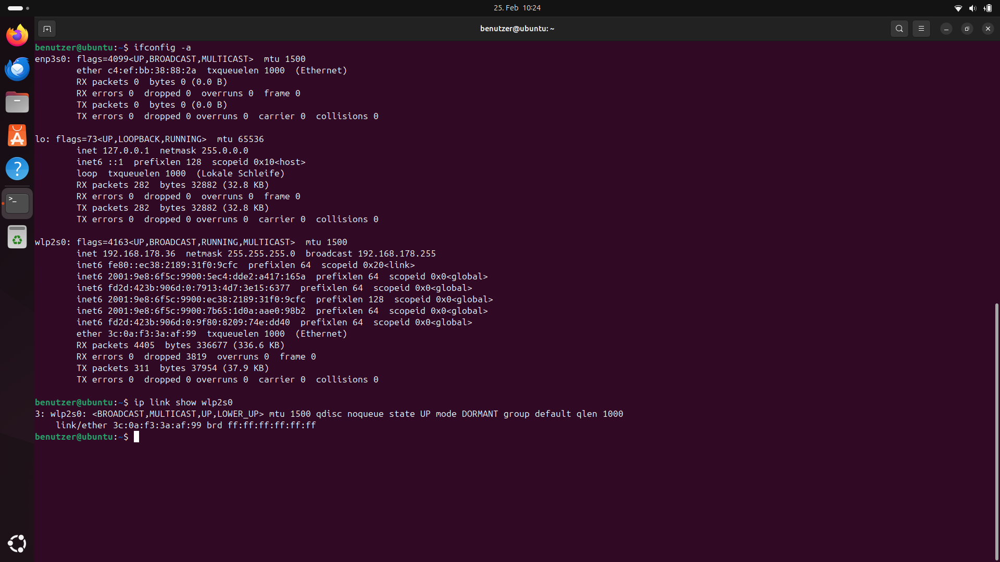 25. Feb  10:24
benutzer@ubuntu: ~
benutzer@ubuntu:~$ ifconfig -a
enp3s0: flags=4099<UP,BROADCAST,MULTICAST>  mtu 1500
        ether c4:ef:bb:38:88:2a  txqueuelen 1000  (Ethernet)
        RX packets 0  bytes 0 (0.0 B)
        RX errors 0  dropped 0  overruns 0  frame 0
        TX packets 0  bytes 0 (0.0 B)
        TX errors 0  dropped 0 overruns 0  carrier 0  collisions 0
lo: flags=73<UP,LOOPBACK,RUNNING>  mtu 65536
        inet 127.0.0.1  netmask 255.0.0.0
        inet6 ::1  prefixlen 128  scopeid 0x10<host>
        loop  txqueuelen 1000  (Lokale Schleife)
        RX packets 282  bytes 32882 (32.8 KB)
        RX errors 0  dropped 0  overruns 0  frame 0
        TX packets 282  bytes 32882 (32.8 KB)
        TX errors 0  dropped 0 overruns 0  carrier 0  collisions 0
wlp2s0: flags=4163<UP,BROADCAST,RUNNING,MULTICAST>  mtu 1500
        inet 192.168.178.36  netmask 255.255.255.0  broadcast 192.168.178.255
        inet6 fe80::ec38:2189:31f0:9cfc  prefixlen 64  scopeid 0x20<link>
        inet6 2001:9e8:6f5c:9900:5ec4:dde2:a417:165a  prefixlen 64  scopeid 0x0<global>
        inet6 fd2d:423b:906d:0:7913:4d7:3e15:6377  prefixlen 64  scopeid 0x0<global>
        inet6 2001:9e8:6f5c:9900:ec38:2189:31f0:9cfc  prefixlen 128  scopeid 0x0<global>
        inet6 2001:9e8:6f5c:9900:7b65:1d0a:aae0:98b2  prefixlen 64  scopeid 0x0<global>
        inet6 fd2d:423b:906d:0:9f80:8209:74e:dd40  prefixlen 64  scopeid 0x0<global>
        ether 3c:0a:f3:3a:af:99  txqueuelen 1000  (Ethernet)
        RX packets 4405  bytes 336677 (336.6 KB)
        RX errors 0  dropped 3819  overruns 0  frame 0
        TX packets 311  bytes 37954 (37.9 KB)
        TX errors 0  dropped 0 overruns 0  carrier 0  collisions 0
benutzer@ubuntu:~$ ip link show wlp2s0
3: wlp2s0: <BROADCAST,MULTICAST,UP,LOWER_UP> mtu 1500 qdisc noqueue state UP mode DORMANT group default qlen 1000
    link/ether 3c:0a:f3:3a:af:99 brd ff:ff:ff:ff:ff:ff
benutzer@ubuntu:~$